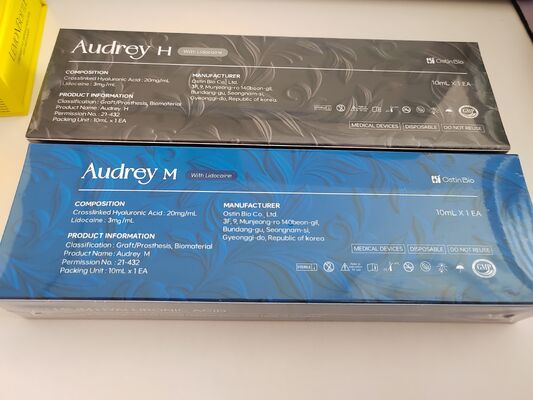 Audrey H With Lidocaine
OstinBio
COMPOSITION
Crosslinked Hyaluronic Acid : 20mg/mL
Lidocaine : 3mg/mL
PRODUCT INFORMATION
Classification : Graft/Prosthesis, Biomaterial
Product Name : Audrey H
Permission No. : 21-432
Packing Unit : 10mL x 1 EA
MANUFACTURER
Ostin Bio Co., Ltd.
3F, 9, Munjeong-ro 140beon-gil,
Bundang-gu, Seongnam-si,
Gyeonggi-do, Republic of korea
10mL X 1 EA
MEDICAL DEVICES DISPOSABLE DO NOT REUSE
Audrey M With Lidocaine
OstinBio
COMPOSITION
Crosslinked Hyaluronic Acid : 20mg/mL
Lidocaine : 3mg/mL
PRODUCT INFORMATION
Classification : Graft/Prosthesis, Biomaterial
Product Name : Audrey M
Permission No. : 21-432
Packing Unit : 10mL x 1 EA
MANUFACTURER
Ostin Bio Co., Ltd.
3F, 9, Munjeong-ro 140beon-gil,
Bundang-gu, Seongnam-si,
Gyeonggi-do, Republic of korea
10mL X 1 EA
MEDICAL DEVICES DISPOSABLE DO NOT REUSE
STERILE
GMP
HYALURONIC ACID